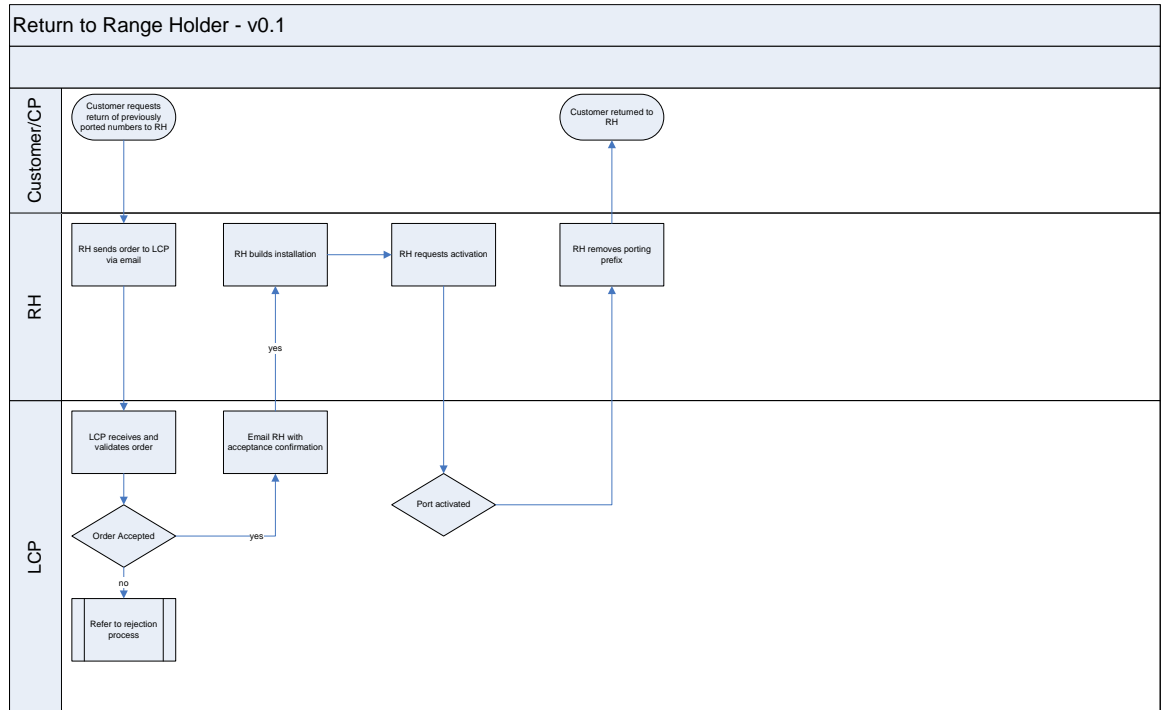 Return to Range Holder - v0.1
Customer/CP
Customer requests
return of previously
ported numbers to RH
Customer returned to
RH
RH
RH sends order to LCP
via email
RH builds installation
RH requests activation
RH removes porting
prefix
yes
LCP
LCP receives and
validates order
Email RH with
acceptance confirmation
Order Accepted
yes
Port activated
no
Refer to rejection
process